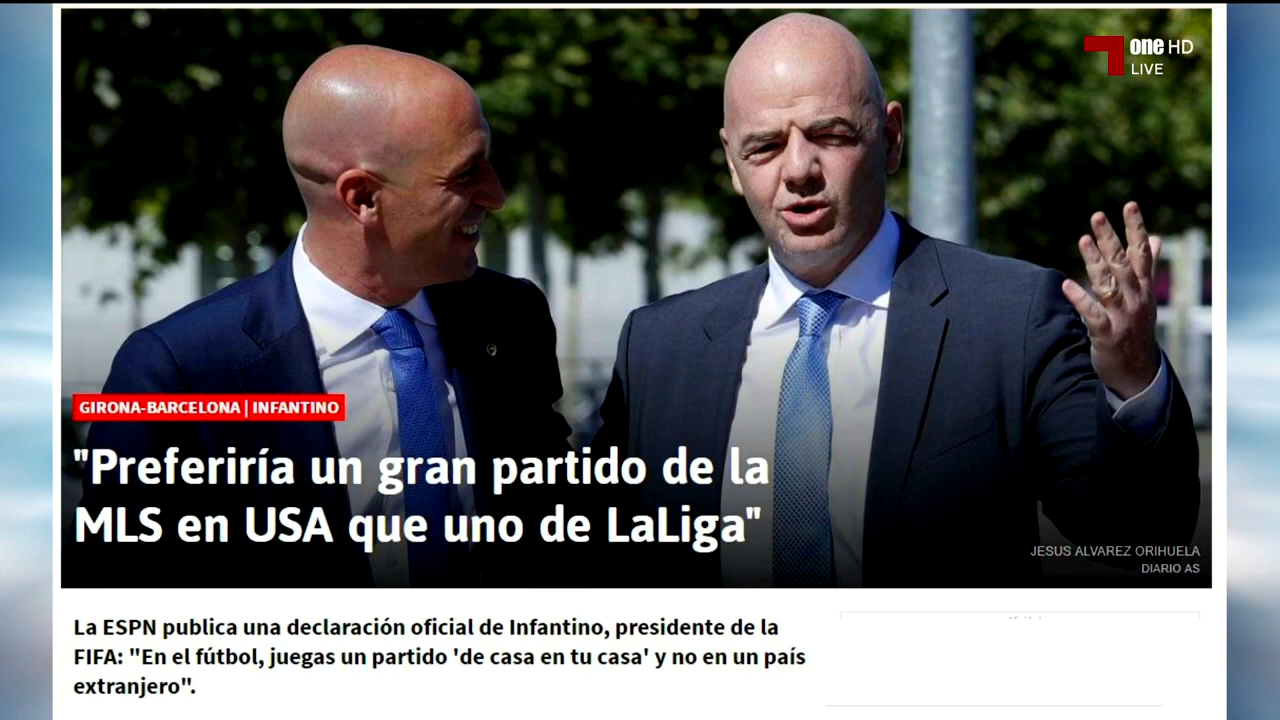 one HD
LIVE
GIRONA-BARCELONA | INFANTINO
"Preferiría un gran partido de la
MLS en USA que uno de LaLiga"
JESUS ALVAREZ ORIHUELA
DIARIO AS
La ESPN publica una declaración oficial de Infantino, presidente de la
FIFA: "En el fútbol, juegas un partido 'de casa en tu casa' y no en un país
extranjero".